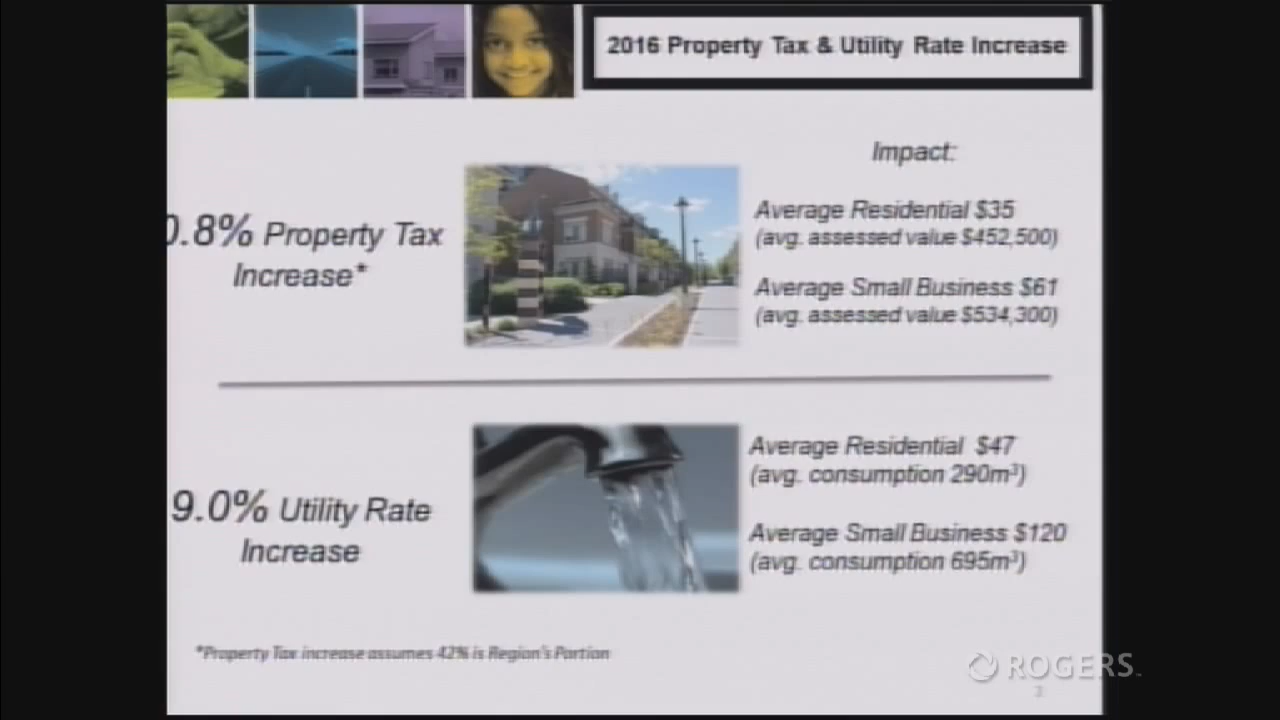 2016 Property Tax & Utility Rate Increase
Impact:
0.8% Property Tax
Increase*
Average Residential $35
(avg. assessed value $452,500)
Average Small Business $61
(avg. assessed value $534,300)
9.0% Utility Rate
Increase
Average Residential $47
(avg. consumption 290m³)
Average Small Business $120
(avg. consumption 695m³)
*Property Tax increase assumes 42% is Region's Portion
ROGERS™